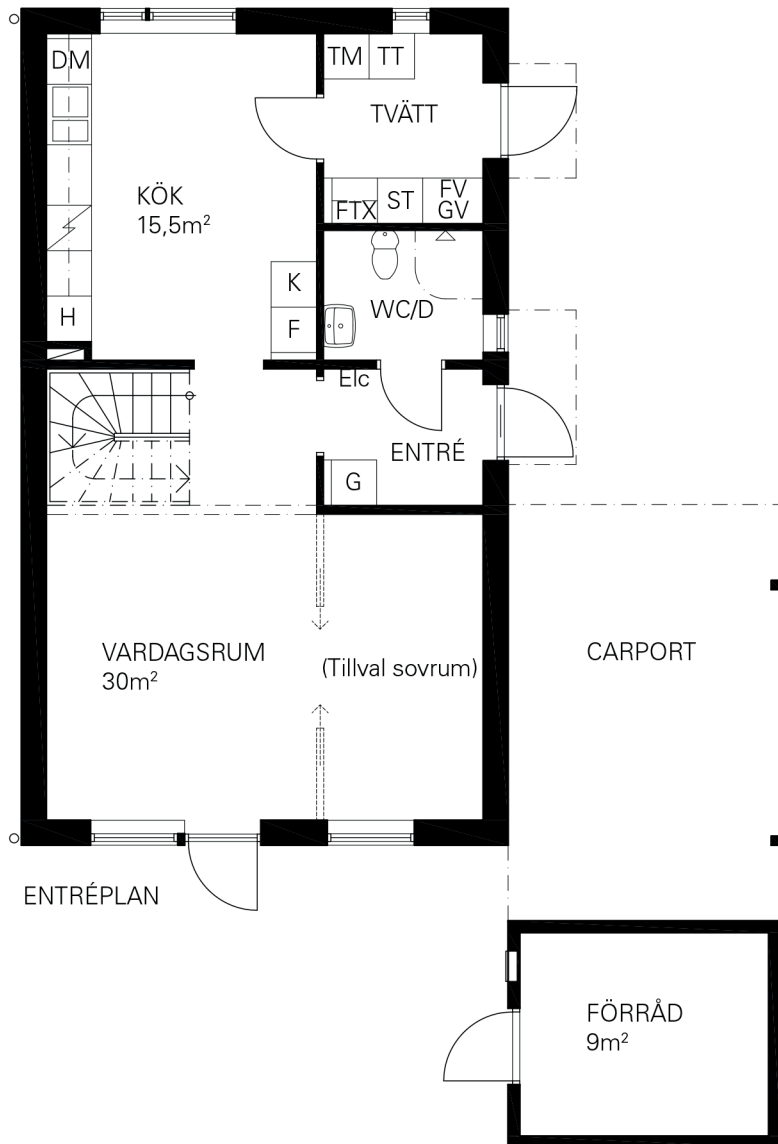 DM
TM
TT
TVÄTT
KÖK
15,5m²
FTX
ST
FV
GV
K
F
H
WC/D
Elc
ENTRÉ
G
VARDAGSRUM
30m²
(Tillval sovrum)
CARPORT
ENTRÉPLAN
FÖRRÅD
9m²